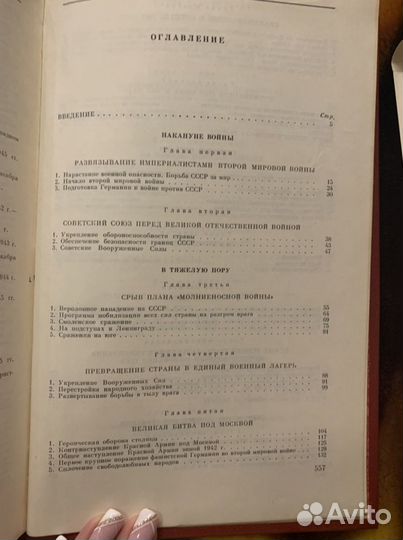 ОГЛАВЛЕНИЕ
Стр.
ВВЕДЕНИЕ 5
НАКАНУНЕ ВОЙНЫ
Глава первая
РАЗВЯЗЫВАНИЕ ИМПЕРИАЛИСТАМИ ВТОРОЙ МИРОВОЙ ВОЙНЫ
1. Нарастание военной опасности. Борьба СССР за мир 15
2. Начало второй мировой войны 24
3. Подготовка Германии к войне против СССР 30
Глава вторая
СОВЕТСКИЙ СОЮЗ ПЕРЕД ВЕЛИКОЙ ОТЕЧЕСТВЕННОЙ ВОЙНОЙ
1. Укрепление обороноспособности страны 38
2. Обеспечение безопасности границ СССР 43
3. Советские Вооруженные Силы 47
В ТЯЖЕЛУЮ ПОРУ
Глава третья
СРЫВ ПЛАНА «МОЛНИЕНОСНОЙ ВОЙНЫ»
1. Вероломное нападение на СССР 55
2. Программа мобилизации всех сил страны на разгром врага 64
3. Смоленское сражение 69
4. На подступах к Ленинграду 75
5. Сражения на юге 81
Глава четвертая
ПРЕВРАЩЕНИЕ СТРАНЫ В ЕДИНЫЙ ВОЕННЫЙ ЛАГЕРЬ
1. Укрепление Вооруженных Сил 88
2. Перестройка народного хозяйства 91
3. Развертывание борьбы в тылу врага 99
Глава пятая
ВЕЛИКАЯ БИТВА ПОД МОСКВОЙ
1. Героическая оборона столицы 104
2. Контрнаступление Красной Армии под Москвой 117
3. Общее наступление Красной Армии зимой 1942 г. 125
4. Первое крупное поражение фашистской Германии во второй мировой войне 129
5. Сплочение свободолюбивых народов 132
557
Avito